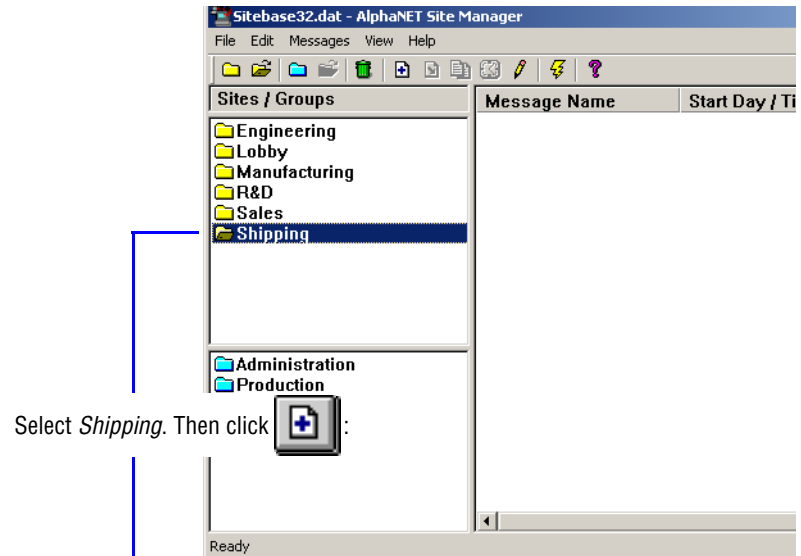 Sitebase32.dat - AlphaNET Site Manager
File Edit Messages View Help
Sites / Groups
Message Name
Start Day / Ti
Engineering
Lobby
Manufacturing
R&D
Sales
Shipping
Administration
Production
Select Shipping. Then click :
Ready